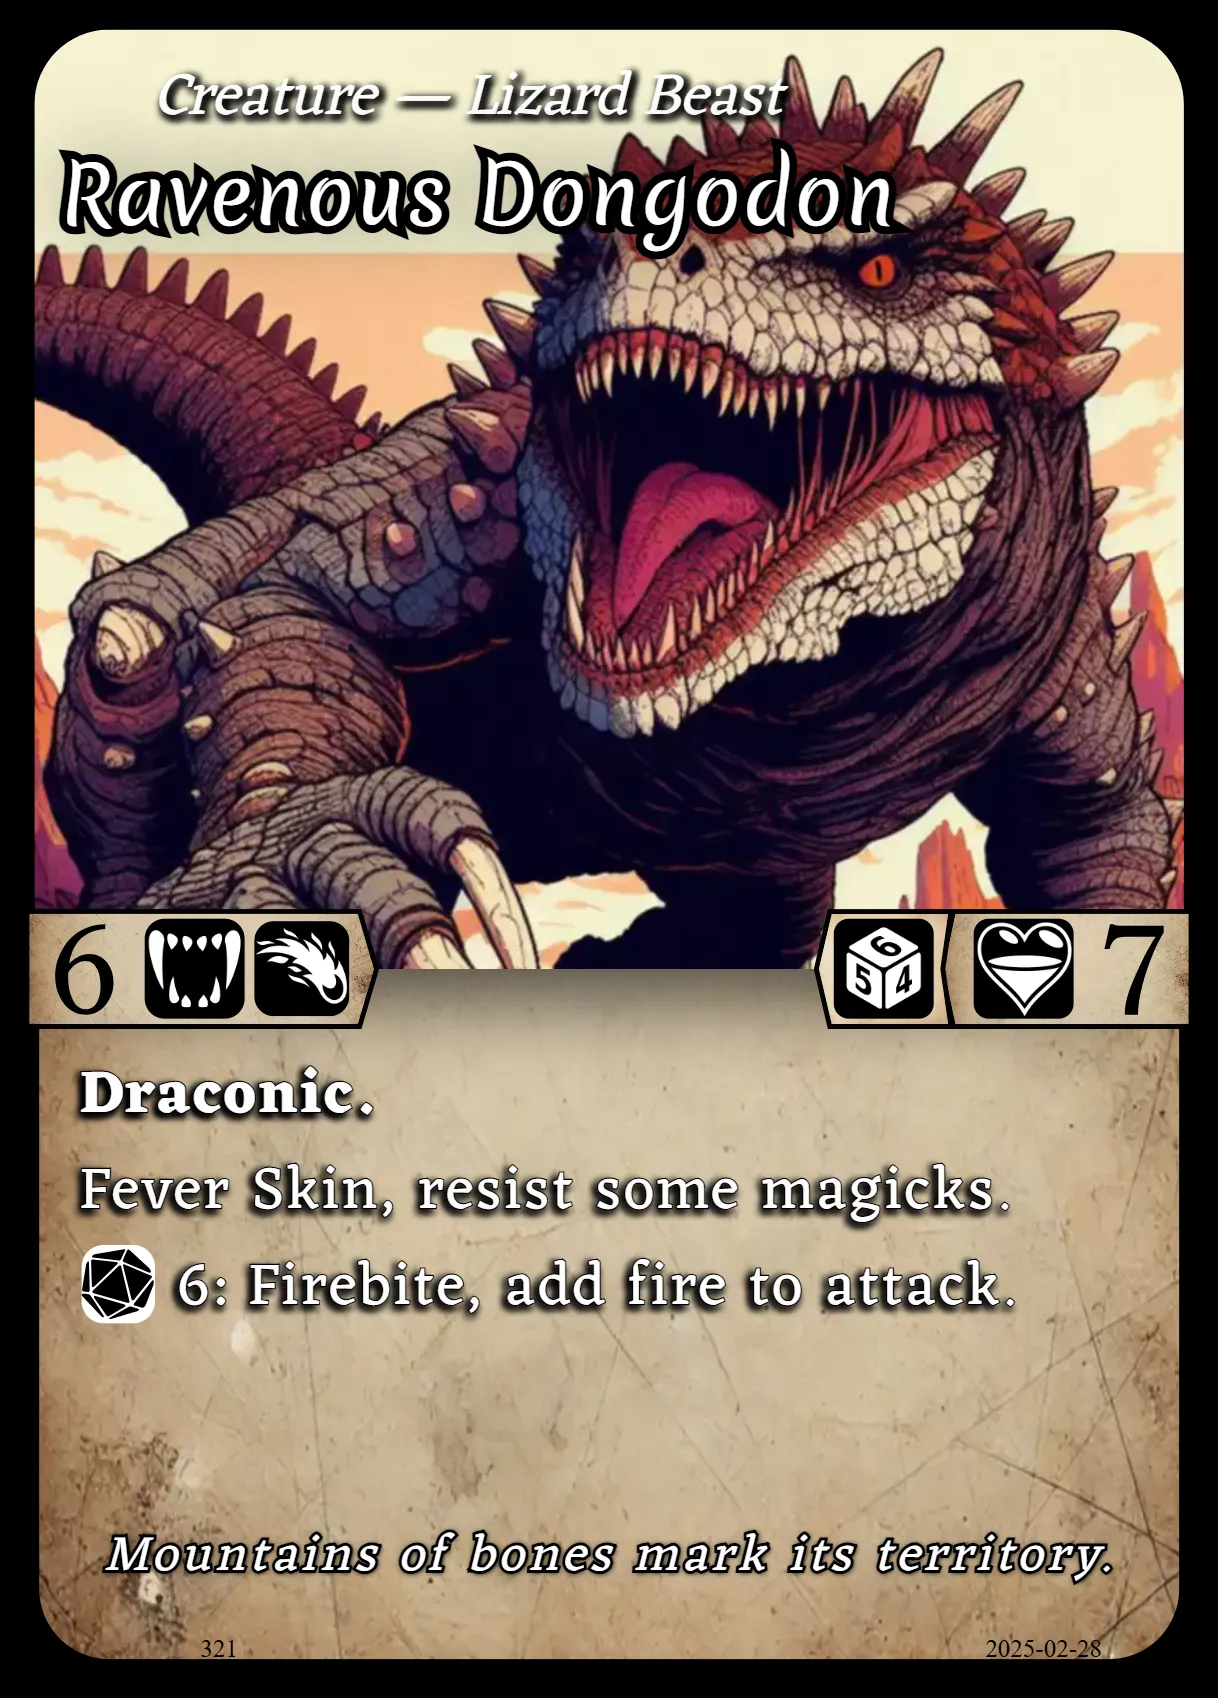 Creature — Lizard Beast
Ravenous Dongodon
6
6 5 4
7
Draconic.
Fever Skin, resist some magicks.
6: Firebite, add fire to attack.
Mountains of bones mark its territory.
321 2025-02-28